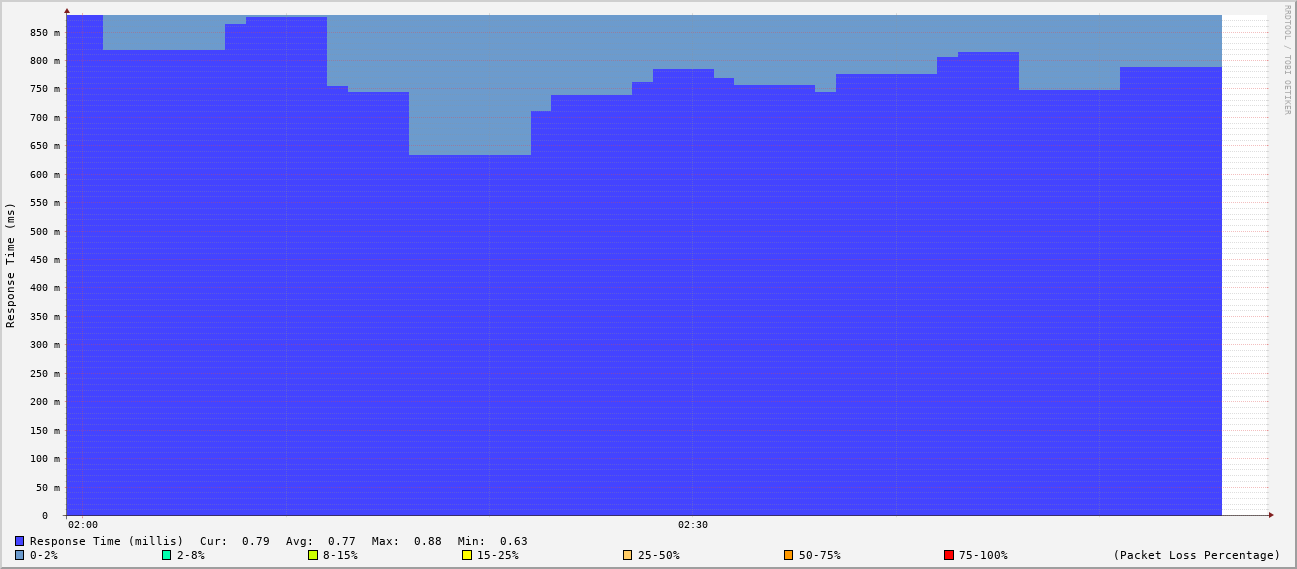 RRDTOOL / TOBI OETIKER
Response Time (ms)
850 m
800 m
750 m
700 m
650 m
600 m
550 m
500 m
450 m
400 m
350 m
300 m
250 m
200 m
150 m
100 m
50 m
0
02:00 02:30
Response Time (millis) Cur: 0.79 Avg: 0.77 Max: 0.88 Min: 0.63
0-2% 2-8% 8-15% 15-25% 25-50% 50-75% 75-100% (Packet Loss Percentage)